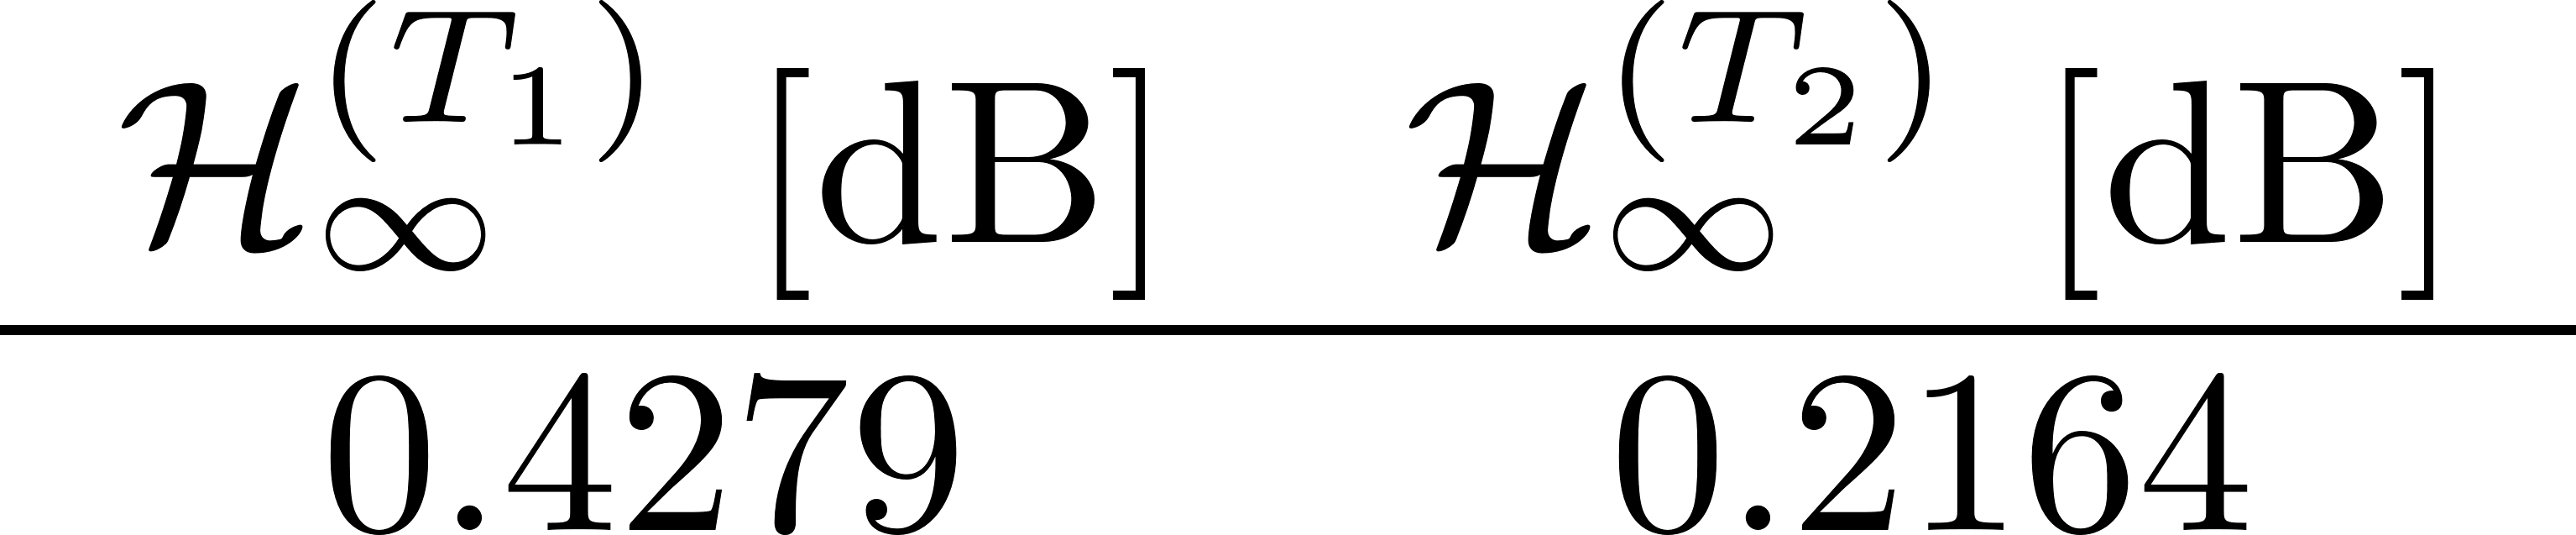 ℋ∞^(T₁) [dB] ℋ∞^(T₂) [dB]
0.4279 0.2164